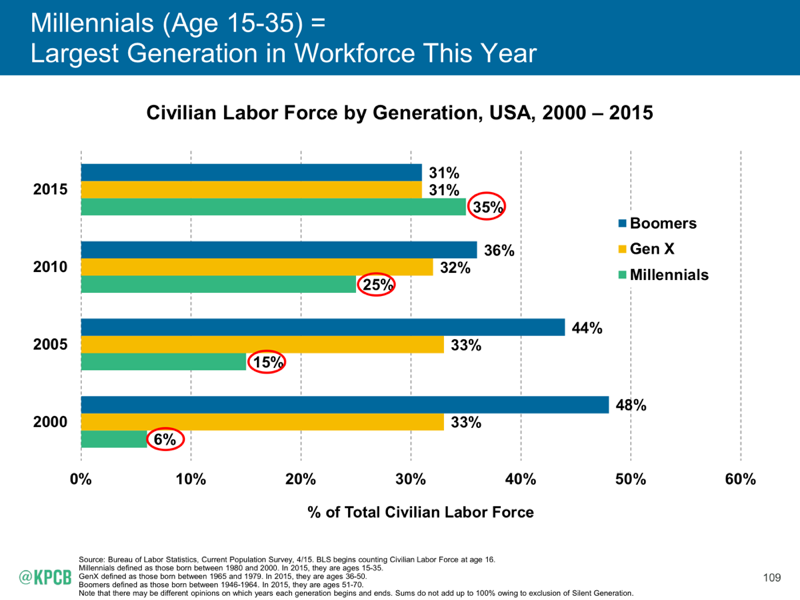 Millennials (Age 15-35) =
Largest Generation in Workforce This Year
Civilian Labor Force by Generation, USA, 2000 – 2015
2015
31%
31%
35%
2010
36%
32%
25%
2005
44%
33%
15%
2000
48%
33%
6%
Boomers
Gen X
Millennials
0% 10% 20% 30% 40% 50% 60%
% of Total Civilian Labor Force
@KPCB
Source: Bureau of Labor Statistics, Current Population Survey, 4/15. BLS begins counting Civilian Labor Force at age 16.
Millennials defined as those born between 1980 and 2000. In 2015, they are ages 15-35.
GenX defined as those born between 1965 and 1979. In 2015, they are ages 36-50.
Boomers defined as those born between 1946-1964. In 2015, they are ages 51-70.
Note that there may be different opinions on which years each generation begins and ends. Sums do not add up to 100% owing to exclusion of Silent Generation.
109